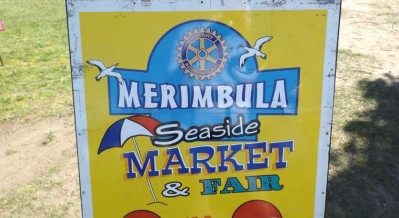 MERIMBULA
Seaside
MARKET
& FAIR